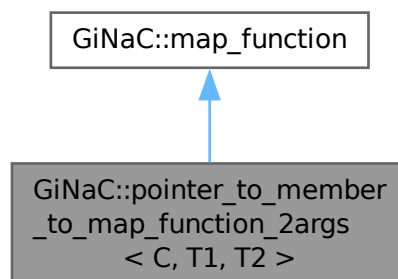 GiNaC::map_function
GiNaC::pointer_to_member
_to_map_function_2args
< C, T1, T2 >